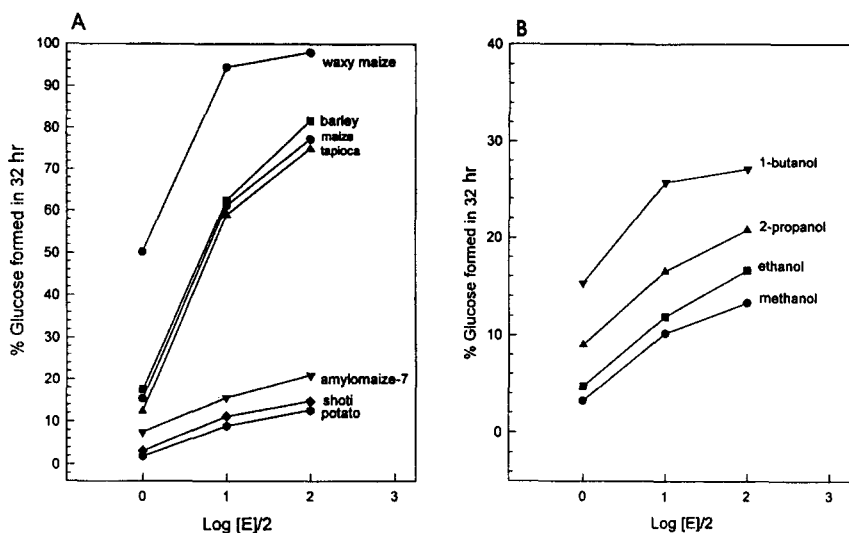 A
% Glucose formed in 32 hr
100
90
80
70
60
50
40
30
20
10
0
waxy maize
barley
maize
tapioca
amylomaize-7
shoti
potato
0 1 2 3
Log [E]/2
B
% Glucose formed in 32 hr
40
30
20
10
0
1-butanol
2-propanol
ethanol
methanol
0 1 2 3
Log [E]/2